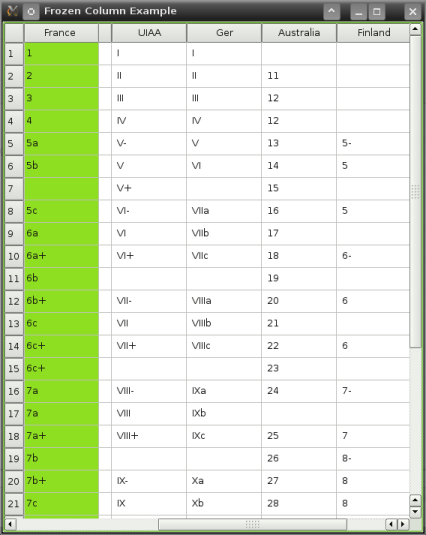 Frozen Column Example
France UIAA Ger Australia Finland
1 1 I I
2 2 II II 11
3 3 III III 12
4 4 IV IV 12
5 5a V- V 13 5-
6 5b V VI 14 5
7 V+ 15
8 5c VI- VIIa 16 5
9 6a VI VIIb 17
10 6a+ VI+ VIIc 18 6-
11 6b 19
12 6b+ VII- VIIIa 20 6
13 6c VII VIIIb 21
14 6c+ VII+ VIIIc 22 6
15 6c+ 23
16 7a VIII- IXa 24 7-
17 7a VIII IXb
18 7a+ VIII+ IXc 25 7
19 7b 26 8-
20 7b+ IX- Xa 27 8
21 7c IX Xb 28 8